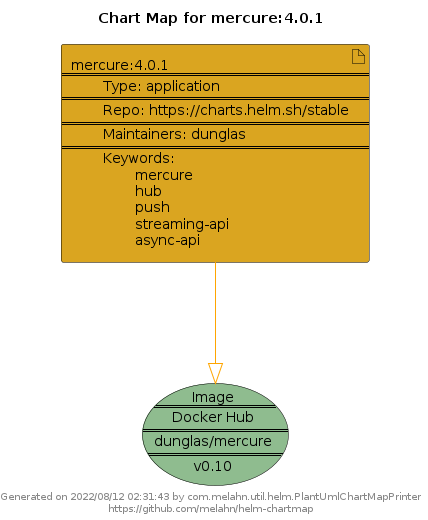 Chart Map for mercure:4.0.1
mercure:4.0.1
Type: application
Repo: https://charts.helm.sh/stable
Maintainers: dunglas
Keywords:
mercure
hub
push
streaming-api
async-api
Image
Docker Hub
dunglas/mercure
v0.10
Generated on 2022/08/12 02:31:43 by com.melahn.util.helm.PlantUmlChartMapPrinter
https://github.com/melahn/helm-chartmap